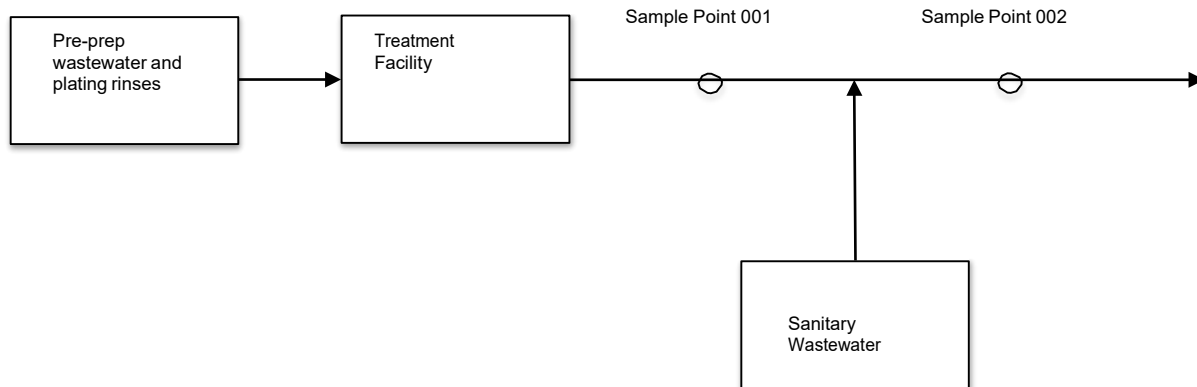 Sample Point 001
Sample Point 002
Pre-prep
wastewater and
plating rinses
Treatment
Facility
Sanitary
Wastewater